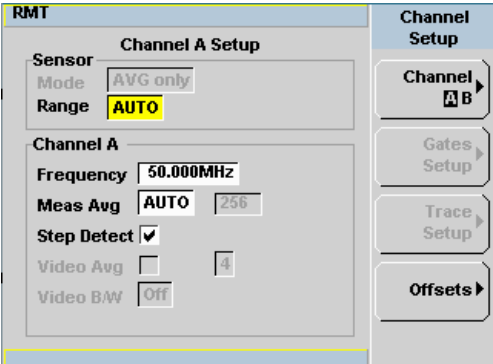 RMT
Channel A Setup
Sensor
Mode AVG only
Range AUTO
Channel A
Frequency 50.000MHz
Meas Avg AUTO 256
Step Detect
Video Avg 4
Video B/W Off
Channel
Setup
Channel
A B
Gates
Setup
Trace
Setup
Offsets